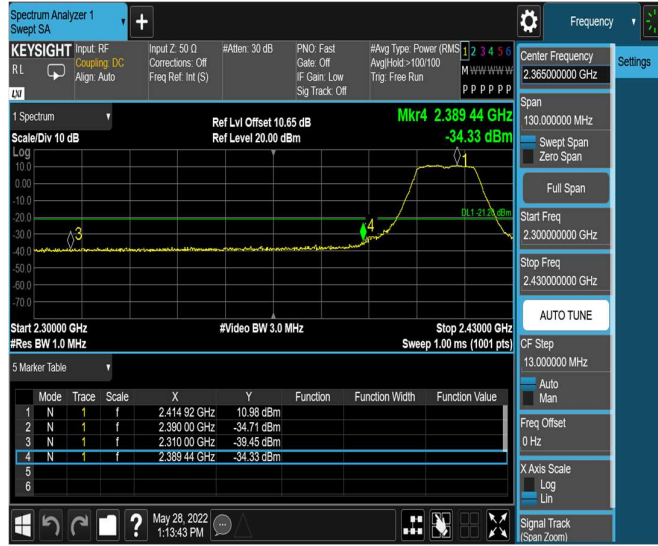 Spectrum Analyzer 1
Swept SA
+
Frequency
KEYSIGHT
RL
LXI
Input: RF
Coupling: DC
Align: Auto
Input Z: 50 Ω
Corrections: Off
Freq Ref: Int (S)
#Atten: 30 dB
PNO: Fast
Gate: Off
IF Gain: Low
Sig Track: Off
#Avg Type: Power (RMS
Avg|Hold:>100/100
Trig: Free Run
1 2 3 4 5 6
M W W W W W
P P P P P P
1 Spectrum
Scale/Div 10 dB
Log
Ref Lvl Offset 10.65 dB
Ref Level 20.00 dBm
Mkr4 2.389 44 GHz
-34.33 dBm
10.0
0.00
-10.0
-20.0
-30.0
-40.0
-50.0
-60.0
-70.0
1
DL1 -21.20 dBm
4
3
Start 2.30000 GHz
#Res BW 1.0 MHz
#Video BW 3.0 MHz
Stop 2.43000 GHz
Sweep 1.00 ms (1001 pts)
5 Marker Table
Mode Trace Scale X Y Function Function Width Function Value
1 N 1 f 2.414 92 GHz 10.98 dBm
2 N 1 f 2.390 00 GHz -34.71 dBm
3 N 1 f 2.310 00 GHz -39.45 dBm
4 N 1 f 2.389 44 GHz -34.33 dBm
5
6
?
May 28, 2022
1:13:43 PM
Center Frequency
2.365000000 GHz
Settings
Span
130.000000 MHz
Swept Span
Zero Span
Full Span
Start Freq
2.300000000 GHz
Stop Freq
2.430000000 GHz
AUTO TUNE
CF Step
13.000000 MHz
Auto
Man
Freq Offset
0 Hz
X Axis Scale
Log
Lin
Signal Track
(Span Zoom)